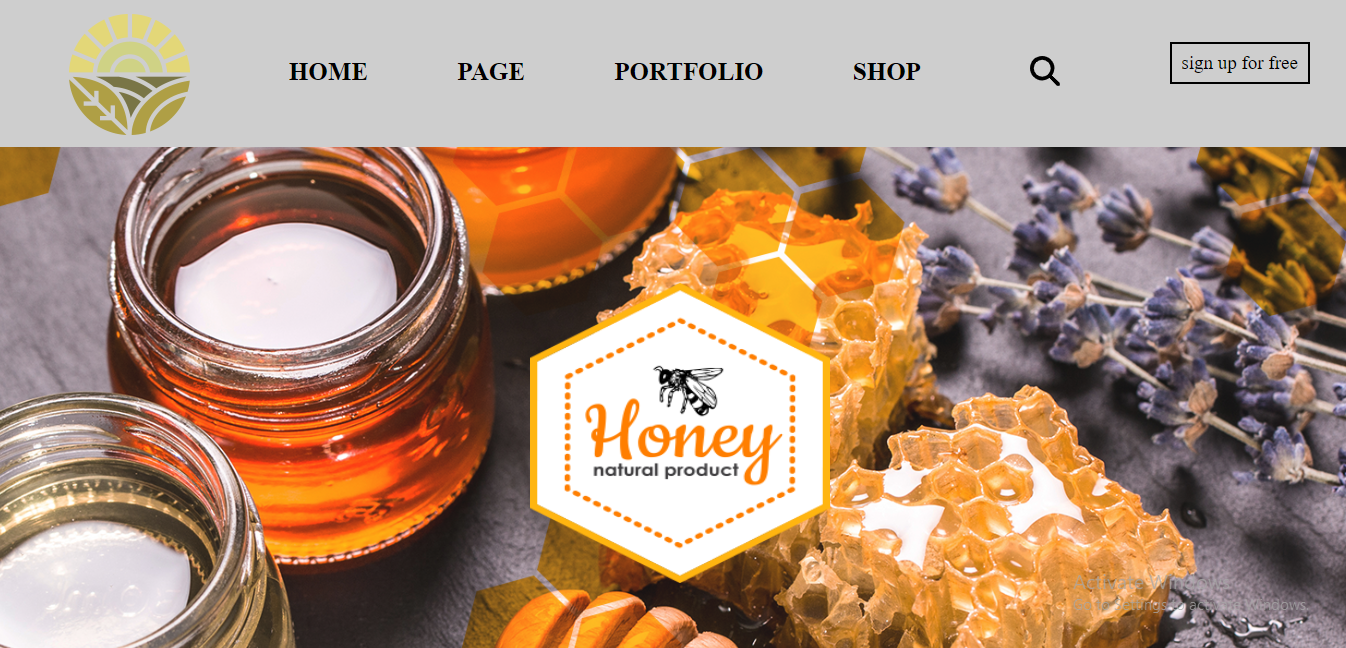 HOME PAGE PORTFOLIO SHOP
sign up for free
Honey
natural product
Activate Windows
Go to Settings to activate Windows.